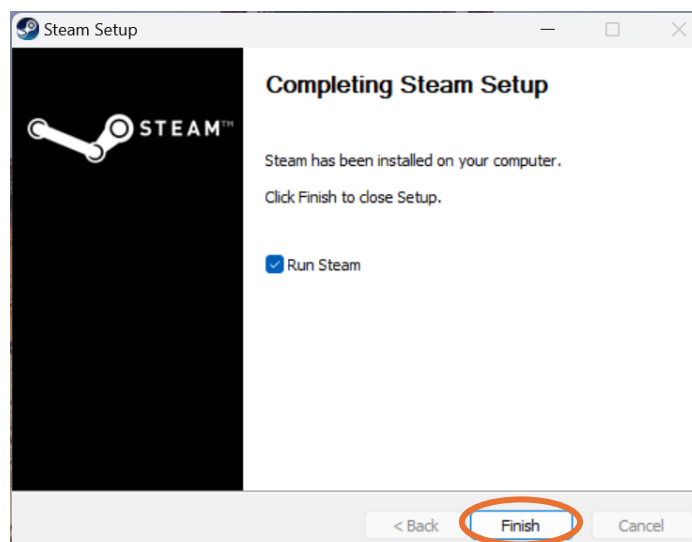 Steam Setup
STEAM™
Completing Steam Setup
Steam has been installed on your computer.
Click Finish to close Setup.
Run Steam
< Back
Finish
Cancel